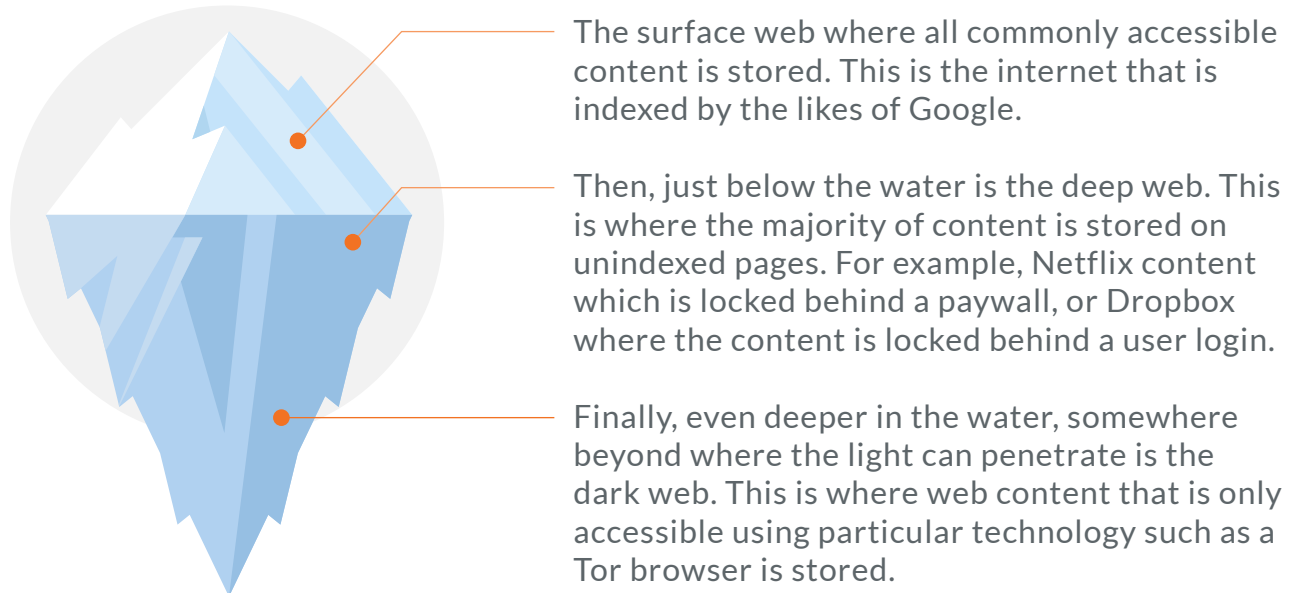 The surface web where all commonly accessible
content is stored. This is the internet that is
indexed by the likes of Google.
Then, just below the water is the deep web. This
is where the majority of content is stored on
unindexed pages. For example, Netflix content
which is locked behind a paywall, or Dropbox
where the content is locked behind a user login.
Finally, even deeper in the water, somewhere
beyond where the light can penetrate is the
dark web. This is where web content that is only
accessible using particular technology such as a
Tor browser is stored.